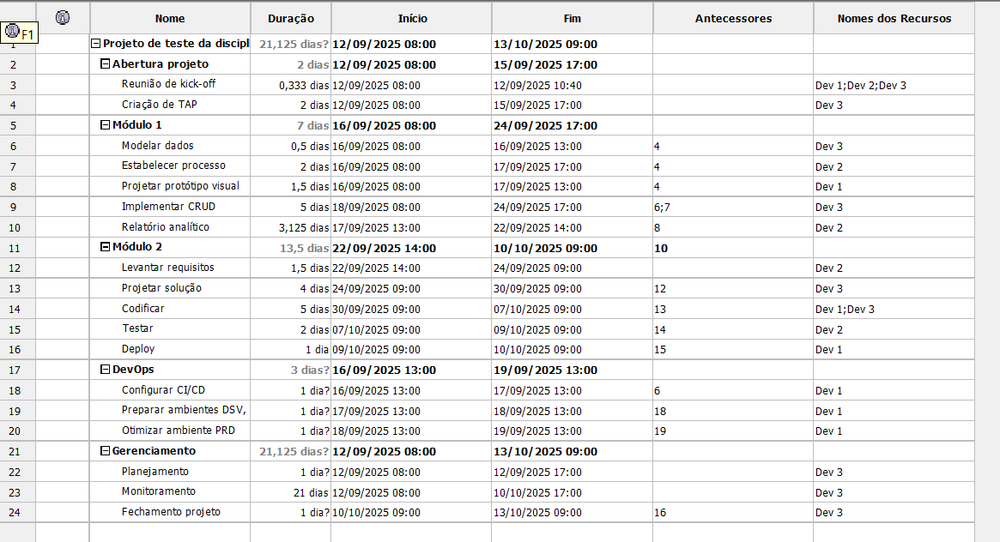 Nome Duração Início Fim Antecessores Nomes dos Recursos
F1
1 Projeto de teste da discipl 21,125 dias? 12/09/2025 08:00 13/10/2025 09:00
2 Abertura projeto 2 dias 12/09/2025 08:00 15/09/2025 17:00
3 Reunião de kick-off 0,333 dias 12/09/2025 08:00 12/09/2025 10:40 Dev 1;Dev 2;Dev 3
4 Criação de TAP 2 dias 12/09/2025 08:00 15/09/2025 17:00 Dev 3
5 Módulo 1 7 dias 16/09/2025 08:00 24/09/2025 17:00
6 Modelar dados 0,5 dias 16/09/2025 08:00 16/09/2025 13:00 4 Dev 3
7 Estabelecer processo 2 dias 16/09/2025 08:00 17/09/2025 17:00 4 Dev 2
8 Projetar protótipo visual 1,5 dias 16/09/2025 08:00 17/09/2025 13:00 4 Dev 1
9 Implementar CRUD 5 dias 18/09/2025 08:00 24/09/2025 17:00 6;7 Dev 3
10 Relatório analítico 3,125 dias 17/09/2025 13:00 22/09/2025 14:00 8 Dev 2
11 Módulo 2 13,5 dias 22/09/2025 14:00 10/10/2025 09:00 10
12 Levantar requisitos 1,5 dias 22/09/2025 14:00 24/09/2025 09:00 Dev 2
13 Projetar solução 4 dias 24/09/2025 09:00 30/09/2025 09:00 12 Dev 3
14 Codificar 5 dias 30/09/2025 09:00 07/10/2025 09:00 13 Dev 1;Dev 3
15 Testar 2 dias 07/10/2025 09:00 09/10/2025 09:00 14 Dev 2
16 Deploy 1 dia 09/10/2025 09:00 10/10/2025 09:00 15 Dev 1
17 DevOps 3 dias? 16/09/2025 13:00 19/09/2025 13:00
18 Configurar CI/CD 1 dia? 16/09/2025 13:00 17/09/2025 13:00 6 Dev 1
19 Preparar ambientes DSV, 1 dia? 17/09/2025 13:00 18/09/2025 13:00 18 Dev 1
20 Otimizar ambiente PRD 1 dia? 18/09/2025 13:00 19/09/2025 13:00 19 Dev 1
21 Gerenciamento 21,125 dias? 12/09/2025 08:00 13/10/2025 09:00
22 Planejamento 1 dia? 12/09/2025 08:00 12/09/2025 17:00 Dev 3
23 Monitoramento 21 dias 12/09/2025 08:00 10/10/2025 17:00 Dev 3
24 Fechamento projeto 1 dia? 10/10/2025 09:00 13/10/2025 09:00 16 Dev 3